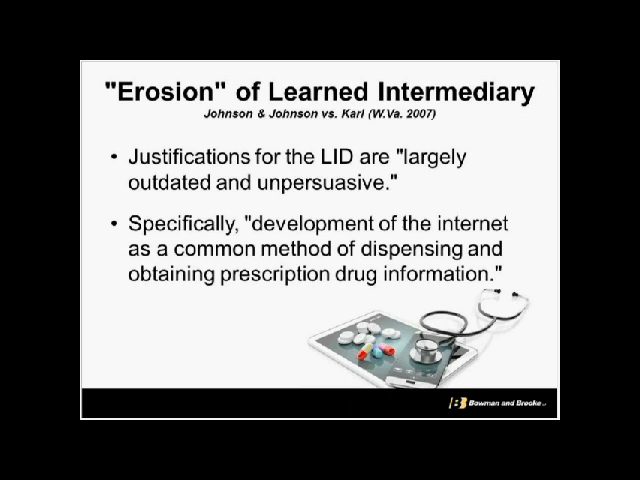 "Erosion" of Learned Intermediary
Johnson & Johnson vs. Karl (W.Va. 2007)
• Justifications for the LID are "largely
outdated and unpersuasive."
• Specifically, "development of the internet
as a common method of dispensing and
obtaining prescription drug information."
Bowman and Brooke